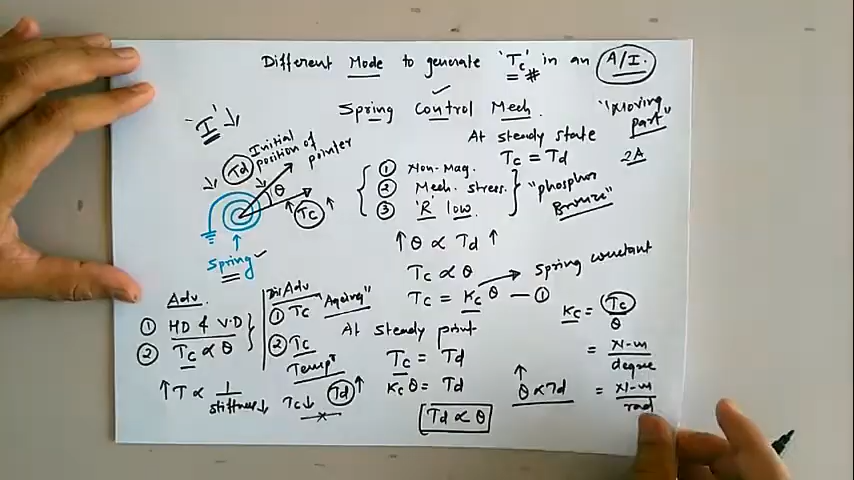 Different Mode to generate 'Tc' in an A/I.
Spring Control Mech.
"Moving part"
'I'
Initial position of pointer
Td
θ
Tc
Spring
At steady state
Tc = Td
2A
① Non-Mag.
② Mech. stress.
③ 'R' low
"phosphor Bronze"
↑ θ ∝ Td ↑
Tc ∝ θ
Tc = Kc θ — ①
Spring constant
Kc = Tc / θ
= N-m / degree
= N-m / rad
Adv.
① HD & V.D
② Tc ∝ θ
Dis Adv
① Tc "Ageing"
② Tc Tempr
↑ T ∝ 1 / stiffness ↓
Tc ↓ Td ↑
At steady point
Tc = Td
Kc θ = Td
Td ∝ θ
θ ∝ Td